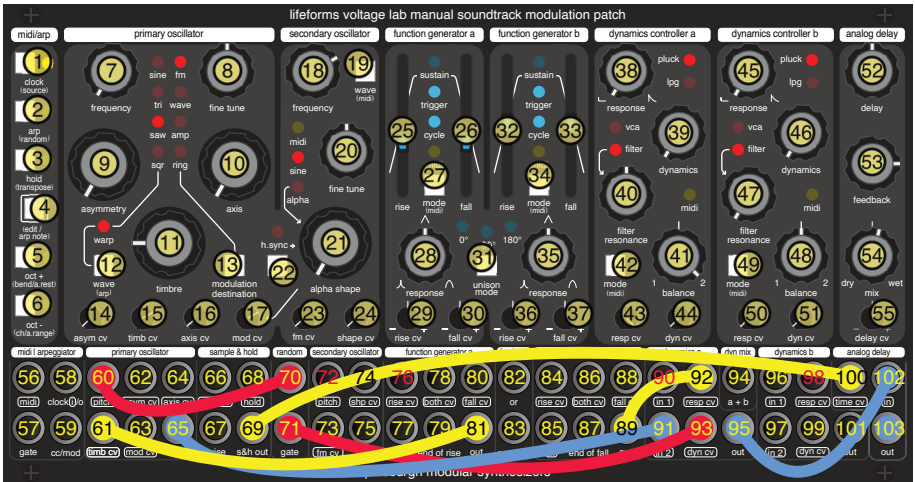 lifeforms voltage lab manual soundtrack modulation patch
midi/arp primary oscillator secondary oscillator function generator a function generator b dynamics controller a dynamics controller b analog delay
1 7 sine fm 8 18 19 sustain sustain 38 pluck 45 pluck 52
clock (source) frequency tri wave fine tune frequency wave (midi) trigger trigger response lpg response lpg delay
2 saw amp midi 25 cycle 26 32 cycle 33 vca 39 vca 46
arp (random) 9 sqr ring 10 sine 20 filter dynamics filter dynamics 53
3 alpha fine tune 27 34 40 47 feedback
hold (transpose) asymmetry axis rise mode (midi) fall rise mode (midi) fall midi midi
4 warp 11 h.sync 21 28 0° 180° 35 filter resonance 41 filter resonance 48 54
(edit / arp note) 12 13 22 31 42 49
5 wave (arp) timbre modulation destination alpha shape response unison mode response mode (midi) 1 balance 2 mode (midi) 1 balance 2 dry mix wet
oct + (bend/a.rest)
6 14 15 16 17 23 24 29 30 36 37 43 44 50 51 55
oct - (ch/a.range) asym cv timb cv axis cv mod cv fm cv shape cv rise cv fall cv rise cv fall cv resp cv dyn cv resp cv dyn cv delay cv
midi | arpeggiator primary oscillator sample & hold random secondary oscillator function generator a dyn mix dynamics b analog delay
56 58 60 62 64 66 68 70 72 74 76 78 80 82 84 86 88 90 92 94 96 98 100 102
midi clock i/o pitch axis cv hold pitch shp cv rise cv both cv fall cv or rise cv both cv fall in 1 resp cv a + b in 1 resp cv time cv in
57 59 61 63 65 67 69 71 73 75 77 79 81 83 85 87 89 91 93 95 97 99 101 103
gate cc/mod timb cv mod cv s&h out gate fm cv out end of rise out end of fall out in 2 dyn cv out in 2 dyn cv out out
modular synthesizers